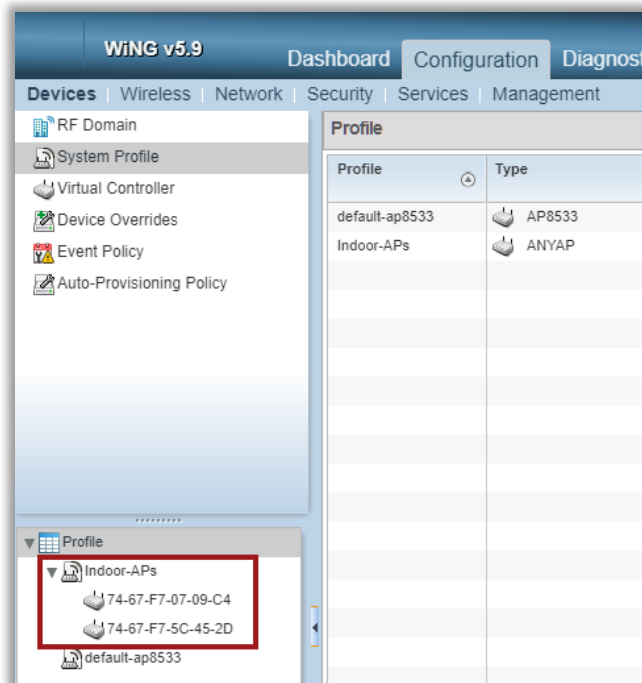 WiNG v5.9
Dashboard Configuration Diagnost
Devices Wireless Network Security Services Management
RF Domain
System Profile
Virtual Controller
Device Overrides
Event Policy
Auto-Provisioning Policy
Profile
Profile Type
default-ap8533 AP8533
Indoor-APs ANYAP
Profile
Indoor-APs
74-67-F7-07-09-C4
74-67-F7-5C-45-2D
default-ap8533